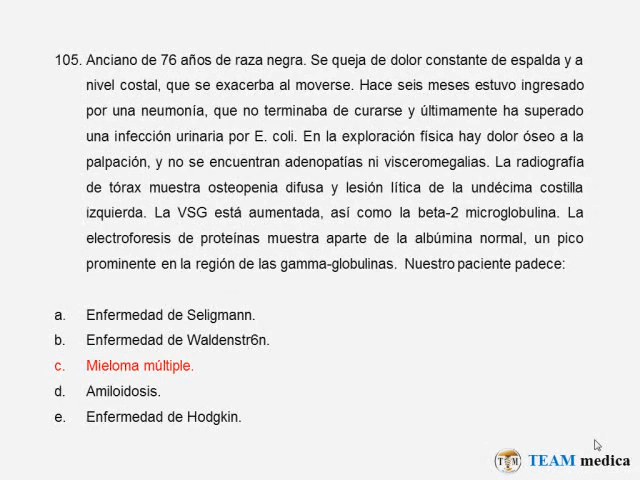 105. Anciano de 76 años de raza negra. Se queja de dolor constante de espalda y a
nivel costal, que se exacerba al moverse. Hace seis meses estuvo ingresado
por una neumonía, que no terminaba de curarse y últimamente ha superado
una infección urinaria por E. coli. En la exploración física hay dolor óseo a la
palpación, y no se encuentran adenopatías ni visceromegalias. La radiografía
de tórax muestra osteopenia difusa y lesión lítica de la undécima costilla
izquierda. La VSG está aumentada, así como la beta-2 microglobulina. La
electroforesis de proteínas muestra aparte de la albúmina normal, un pico
prominente en la región de las gamma-globulinas. Nuestro paciente padece:
a. Enfermedad de Seligmann.
b. Enfermedad de Waldenstr6n.
c. Mieloma múltiple.
d. Amiloidosis.
e. Enfermedad de Hodgkin.
TEAM medica